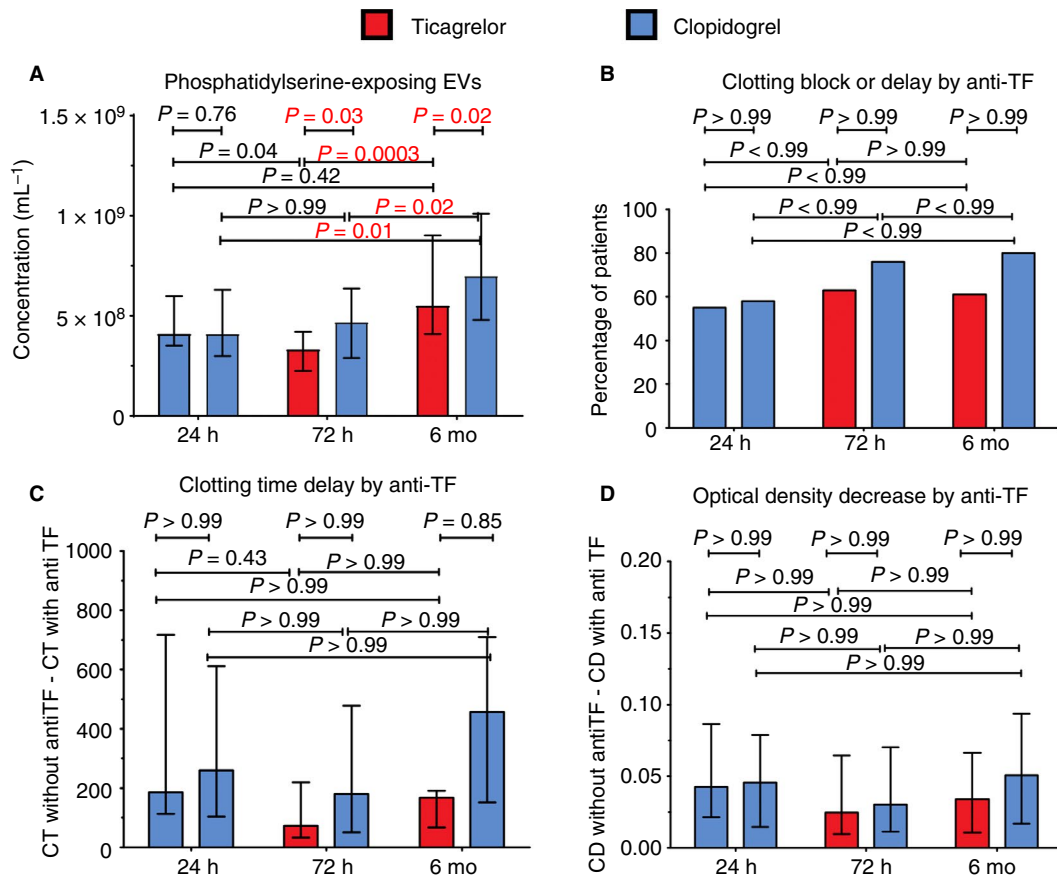 Ticagrelor Clopidogrel
A
Phosphatidylserine-exposing EVs
P = 0.76 P = 0.03 P = 0.02
P = 0.04 P = 0.0003
P = 0.42
P > 0.99 P = 0.02
P = 0.01
Concentration (mL⁻¹)
1.5 × 10⁹
1 × 10⁹
5 × 10⁸
0
24 h 72 h 6 mo
B
Clotting block or delay by anti-TF
P > 0.99 P > 0.99 P > 0.99
P < 0.99 P > 0.99
P < 0.99
P < 0.99 P < 0.99
P < 0.99
Percentage of patients
100
80
60
40
20
0
24 h 72 h 6 mo
C
Clotting time delay by anti-TF
P > 0.99 P > 0.99 P = 0.85
P = 0.43 P > 0.99
P > 0.99
P > 0.99 P > 0.99
P > 0.99
CT without antiTF - CT with anti TF
1000
800
600
400
200
0
24 h 72 h 6 mo
D
Optical density decrease by anti-TF
P > 0.99 P > 0.99 P > 0.99
P > 0.99 P > 0.99
P > 0.99
P > 0.99 P > 0.99
P > 0.99
CD without antiTF - CD with anti TF
0.20
0.15
0.10
0.05
0.00
24 h 72 h 6 mo